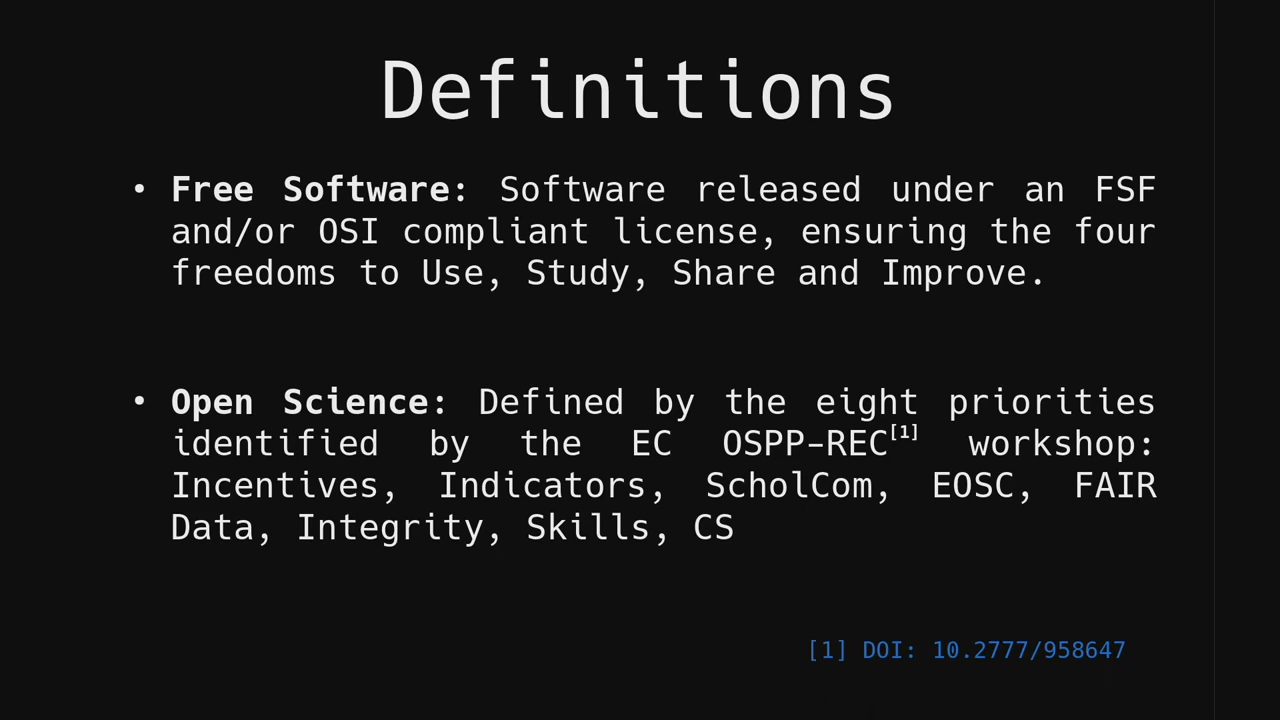 Definitions
• Free Software: Software released under an FSF
and/or OSI compliant license, ensuring the four
freedoms to Use, Study, Share and Improve.
• Open Science: Defined by the eight priorities
identified by the EC OSPP-REC[1] workshop:
Incentives, Indicators, ScholCom, EOSC, FAIR
Data, Integrity, Skills, CS
[1] DOI: 10.2777/958647